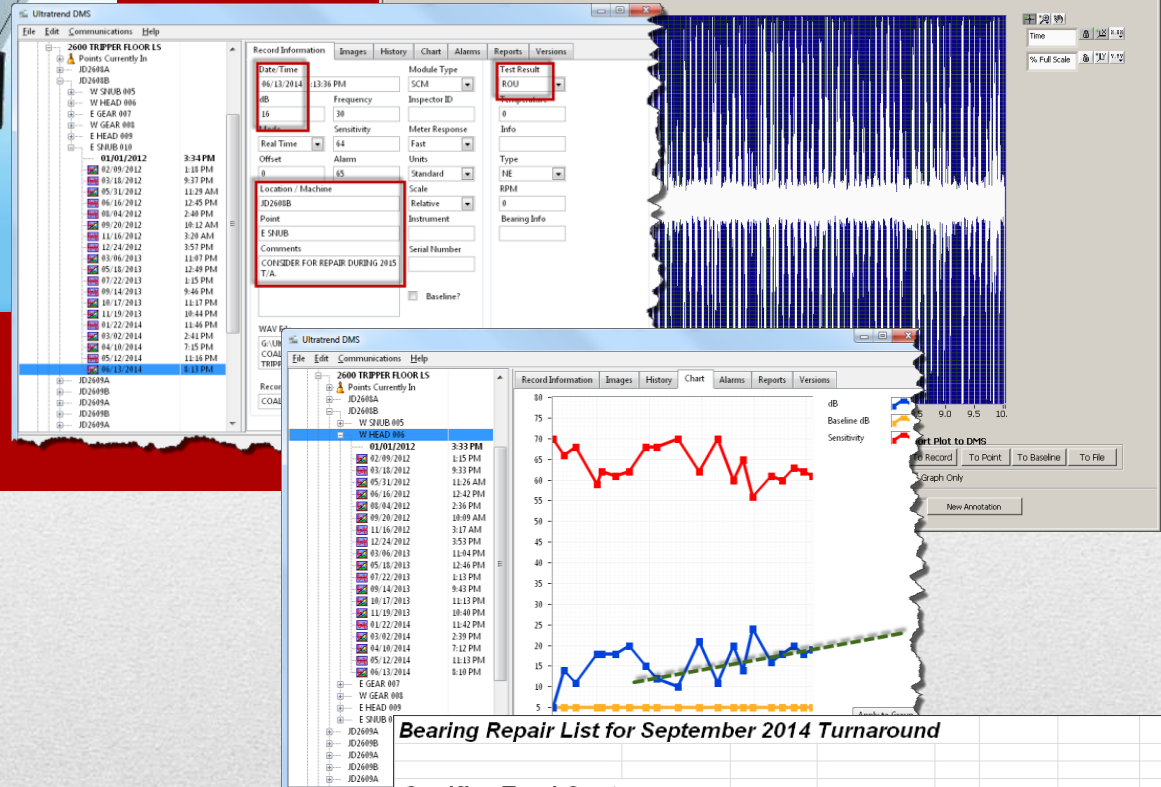 Ultratrend DMS
File Edit Communications Help
2600 TRIPPER FLOOR LS
Points Currently In
JD2608A
JD2608B
W SNUB 005
W HEAD 006
E GEAR 007
W GEAR 008
E HEAD 009
E SNUB 010
01/01/2012 3:34 PM
02/09/2012 1:18 PM
03/18/2012 9:37 PM
05/31/2012 11:29 AM
06/16/2012 12:45 PM
08/04/2012 2:40 PM
09/20/2012 10:12 AM
11/16/2012 3:20 AM
12/24/2012 3:57 PM
03/06/2013 11:07 PM
05/18/2013 12:49 PM
07/22/2013 1:15 PM
09/14/2013 9:46 PM
10/17/2013 11:17 PM
11/19/2013 10:44 PM
01/22/2014 11:46 PM
03/02/2014 2:41 PM
04/10/2014 7:15 PM
05/12/2014 11:16 PM
06/13/2014 8:13 PM
JD2609A
JD2609B
JD2609A
JD2609B
JD2609A
Record Information Images History Chart Alarms Reports Versions
Date/Time Module Type Test Result
06/13/2014 :13:36 PM SCM ROU
dB Frequency Inspector ID Temperature
16 30 0
Mode Sensitivity Meter Response Info
Real Time 64 Fast
Offset Alarm Units Type
0 65 Standard NE
Location / Machine Scale RPM
JD2608B Relative 0
Point Instrument Bearing Info
E SNUB
Comments Serial Number
CONSIDER FOR REPAIR DURING 2015
T/A.
Baseline?
WAV
G:\U
COAL
TRIPP
Recor
COAL
Time
% Full Scale
9.0 9.5 10.
ort Plot to DMS
To Record To Point To Baseline To File
Graph Only
New Annotation
Ultratrend DMS
File Edit Communications Help
2600 TRIPPER FLOOR LS
Points Currently In
JD2608A
JD2608B
W SNUB 005
W HEAD 006
01/01/2012 3:33 PM
02/09/2012 1:15 PM
03/18/2012 9:33 PM
05/31/2012 11:26 AM
06/16/2012 12:42 PM
08/04/2012 2:36 PM
09/20/2012 10:09 AM
11/16/2012 3:17 AM
12/24/2012 3:53 PM
03/06/2013 11:04 PM
05/18/2013 12:46 PM
07/22/2013 1:13 PM
09/14/2013 9:43 PM
10/17/2013 11:13 PM
11/19/2013 10:40 PM
01/22/2014 11:42 PM
03/02/2014 2:39 PM
04/10/2014 7:12 PM
05/12/2014 11:13 PM
06/13/2014 8:10 PM
E GEAR 007
W GEAR 008
E HEAD 009
E SNUB 0
JD2609A
JD2609B
JD2609A
JD2609B
JD2609A
Record Information Images History Chart Alarms Reports Versions
80
75
70
65
60
55
50
45
40
35
30
25
20
15
10
5
dB
Baseline dB
Sensitivity
Bearing Repair List for September 2014 Turnaround